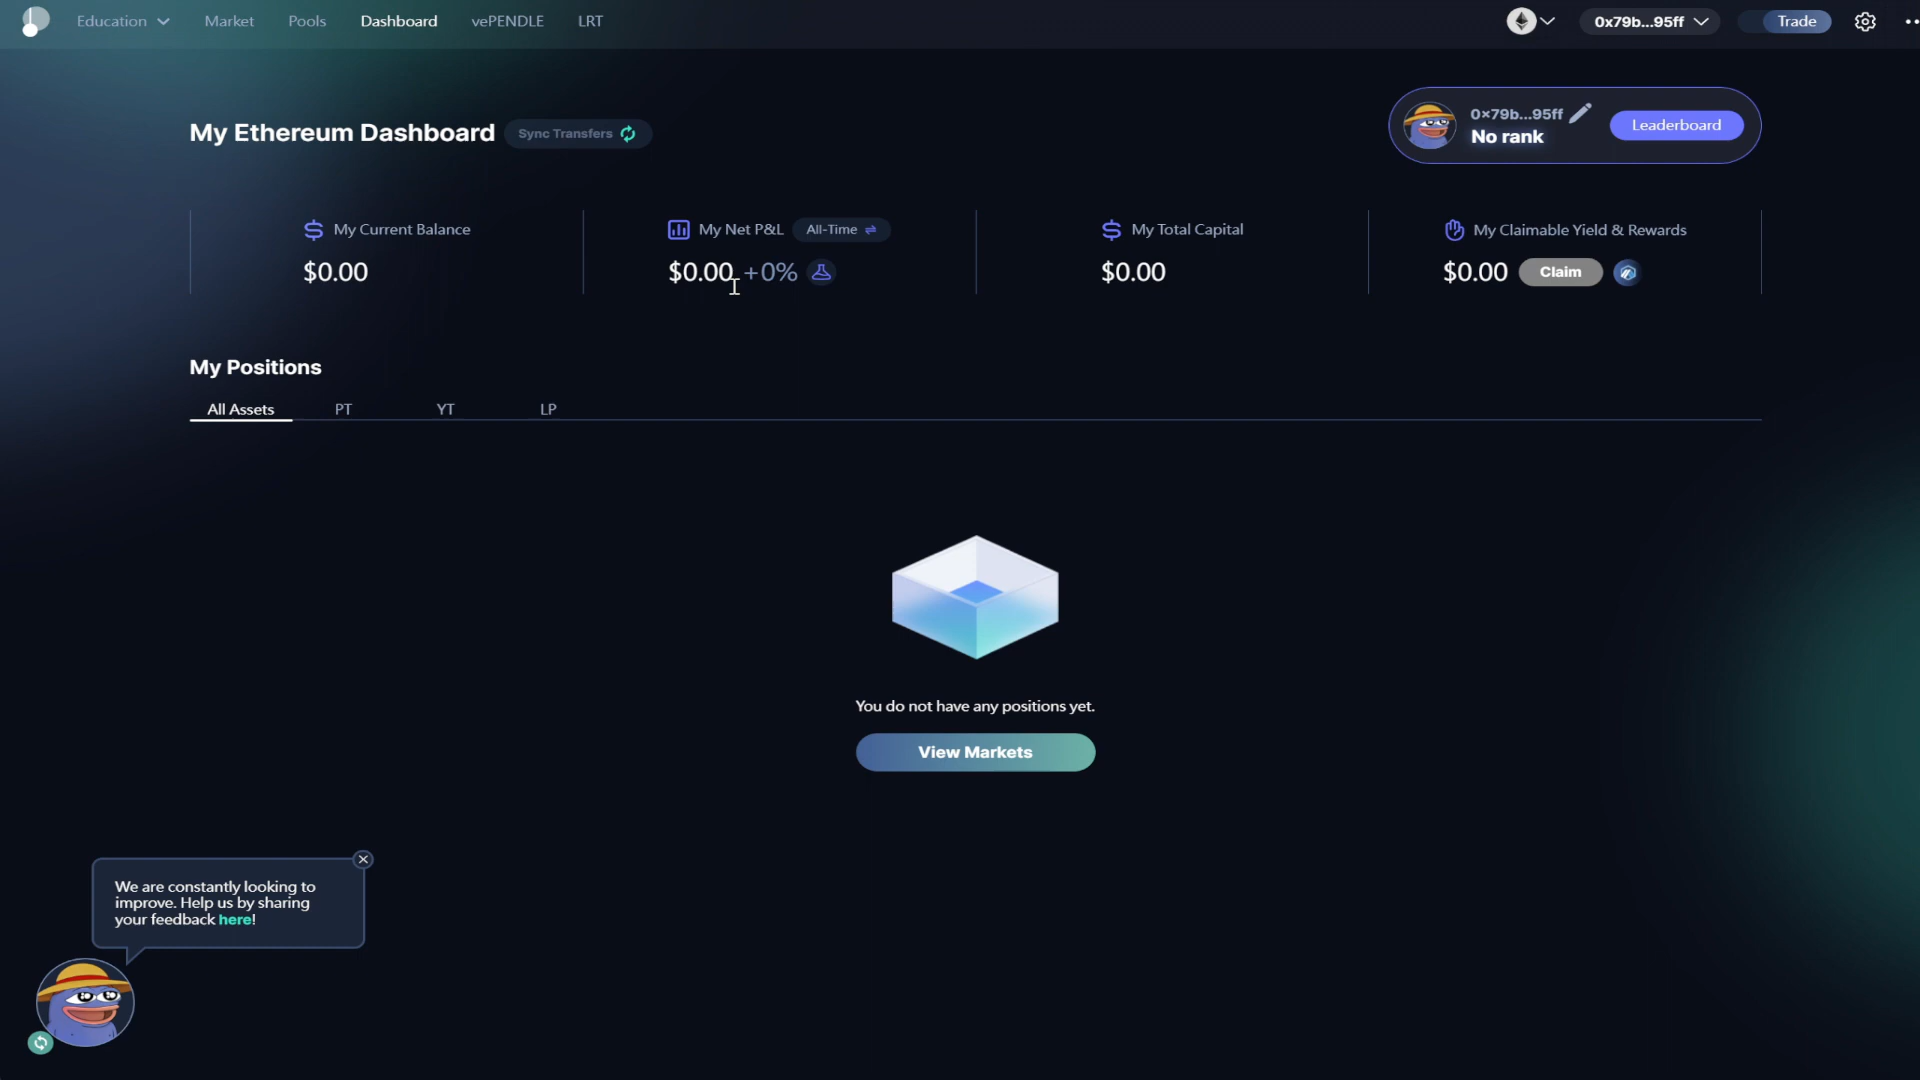 Education Market Pools Dashboard vePENDLE LRT 0x79b...95ff Trade
My Ethereum Dashboard Sync Transfers
0x79b...95ff
No rank
Leaderboard
My Current Balance
$0.00
My Net P&L All-Time
$0.00 +0%
My Total Capital
$0.00
My Claimable Yield & Rewards
$0.00 Claim
My Positions
All Assets PT YT LP
You do not have any positions yet.
View Markets
We are constantly looking to
improve. Help us by sharing
your feedback here!